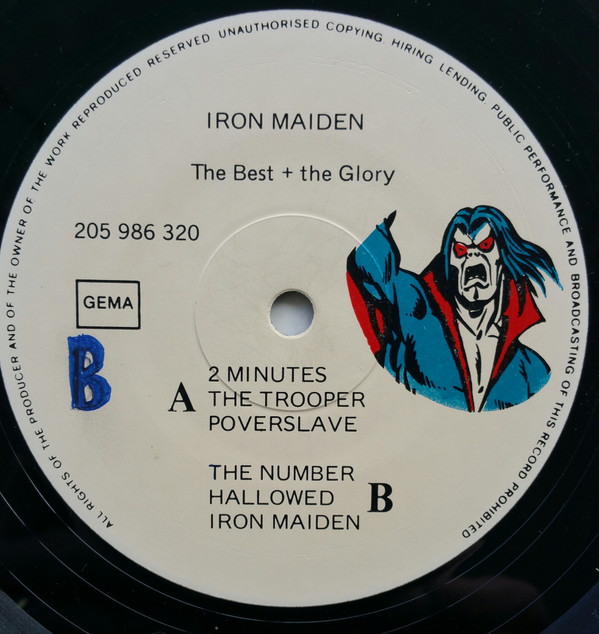 ALL RIGHTS OF THE PRODUCER AND OF THE OWNER OF THE WORK REPRODUCED RESERVED UNAUTHORISED COPYING, HIRING, LENDING, PUBLIC PERFORMANCE AND BROADCASTING OF THIS RECORD PROHIBITED
IRON MAIDEN
The Best + the Glory
205 986 320
GEMA
B
A
2 MINUTES
THE TROOPER
POVERSLAVE
THE NUMBER
HALLOWED
IRON MAIDEN
B